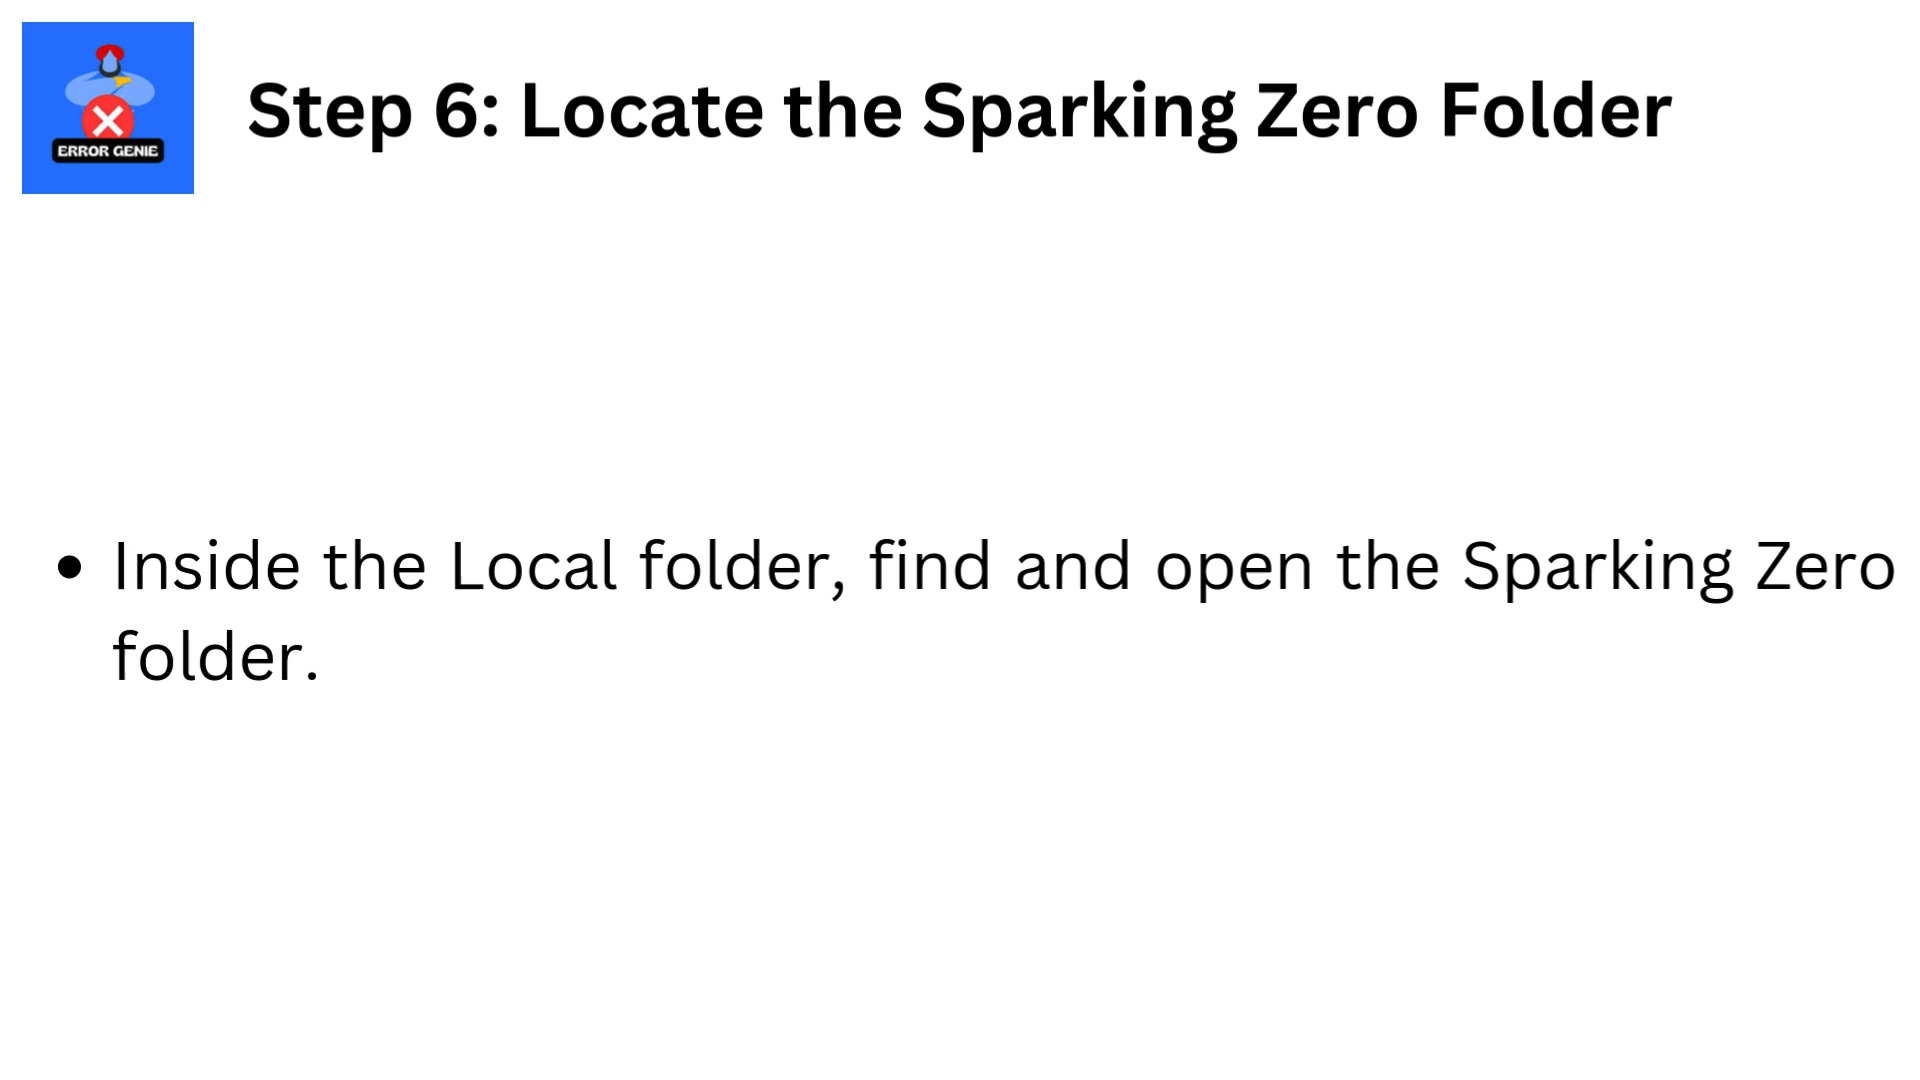 ERROR GENIE
Step 6: Locate the Sparking Zero Folder
• Inside the Local folder, find and open the Sparking Zero
folder.